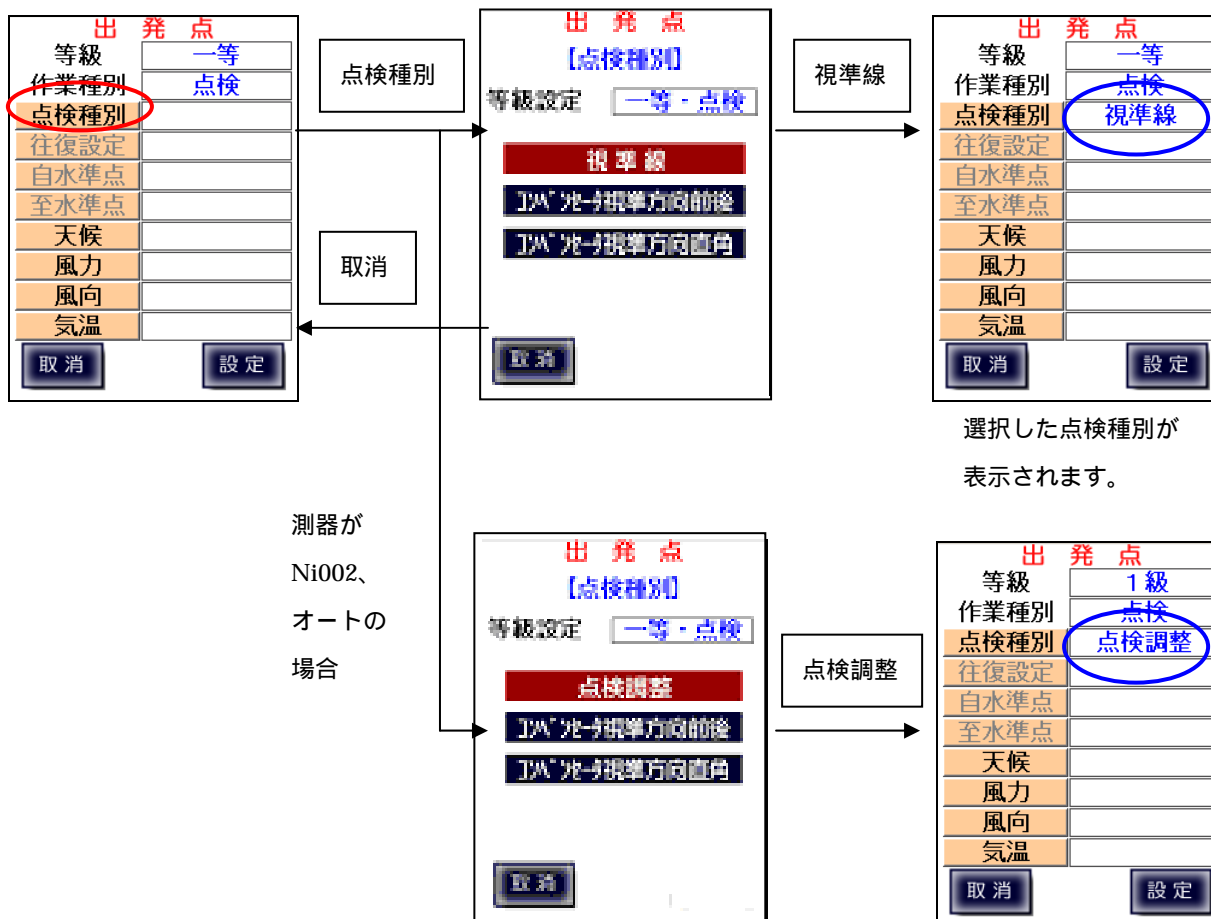 出 発 点
等級 一等
作業種別 点検
点検種別
往復設定
自水準点
至水準点
天候
風力
風向
気温
取 消 設 定
点検種別
取消
出 発 点
【点検種別】
等級設定 一等・点検
視 準 線
ｺﾝﾍﾟﾝｾｰﾀ視準方向前後
ｺﾝﾍﾟﾝｾｰﾀ視準方向直角
取 消
視準線
出 発 点
等級 一等
作業種別 点検
点検種別 視準線
往復設定
自水準点
至水準点
天候
風力
風向
気温
取 消 設 定
選択した点検種別が
表示されます。
測器が
Ni002、
オートの
場合
出 発 点
【点検種別】
等級設定 一等・点検
点検調整
ｺﾝﾍﾟﾝｾｰﾀ視準方向前後
ｺﾝﾍﾟﾝｾｰﾀ視準方向直角
取 消
点検調整
出 発 点
等級 １級
作業種別 点検
点検種別 点検調整
往復設定
自水準点
至水準点
天候
風力
風向
気温
取 消 設 定